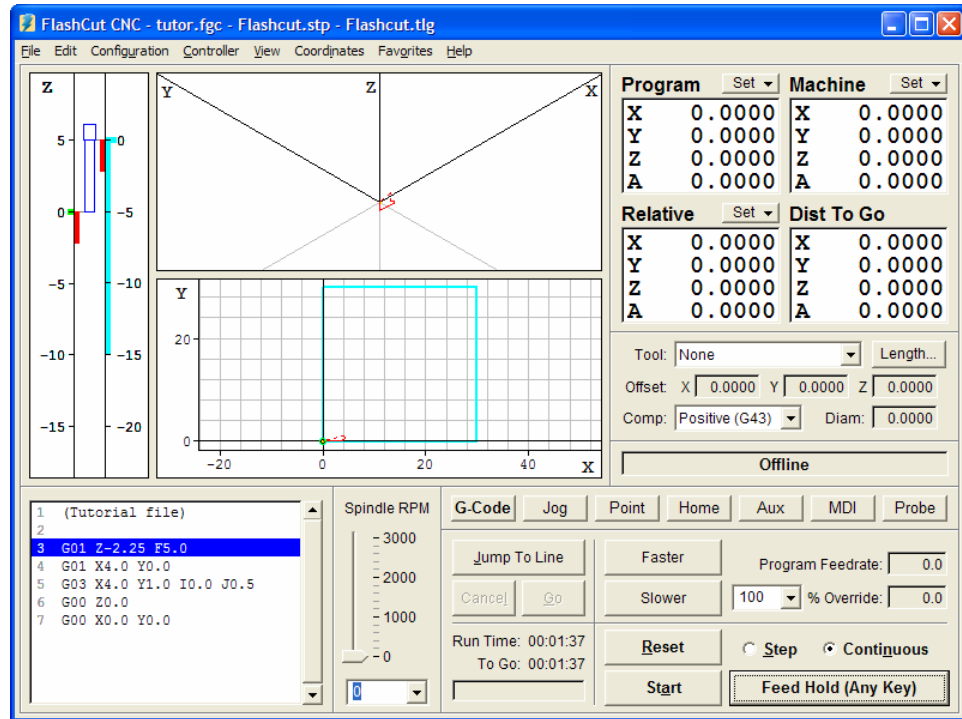 FlashCut CNC - tutor.fgc - Flashcut.stp - Flashcut.tlg
File Edit Configuration Controller View Coordinates Favorites Help
Z
5
0
-5
-10
-15
0
-5
-10
-15
-20
Y Z X
Y
20
0
-20 0 20 40 X
Program Set Machine Set
X 0.0000 X 0.0000
Y 0.0000 Y 0.0000
Z 0.0000 Z 0.0000
A 0.0000 A 0.0000
Relative Set Dist To Go
X 0.0000 X 0.0000
Y 0.0000 Y 0.0000
Z 0.0000 Z 0.0000
A 0.0000 A 0.0000
Tool: None Length...
Offset: X 0.0000 Y 0.0000 Z 0.0000
Comp: Positive (G43) Diam: 0.0000
Offline
1 (Tutorial file)
2
3 G01 Z-2.25 F5.0
4 G01 X4.0 Y0.0
5 G03 X4.0 Y1.0 I0.0 J0.5
6 G00 Z0.0
7 G00 X0.0 Y0.0
Spindle RPM
3000
2000
1000
0
0
G-Code Jog Point Home Aux MDI Probe
Jump To Line Faster Program Feedrate: 0.0
Cancel Go Slower 100 % Override: 0.0
Run Time: 00:01:37
To Go: 00:01:37
Reset Step Continuous
Start Feed Hold (Any Key)